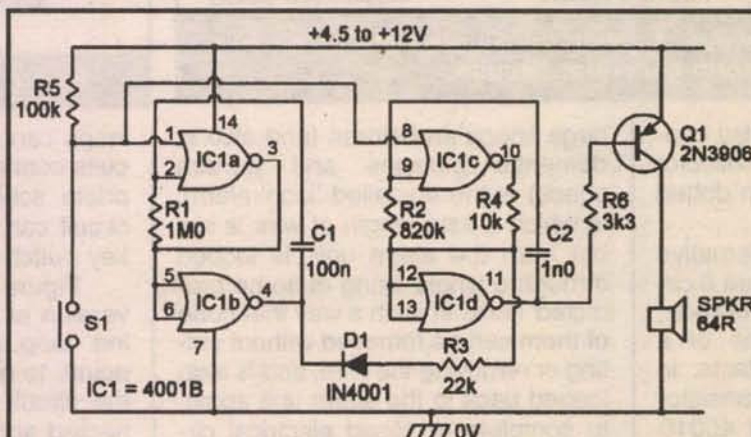 +4.5 to +12V
R5
100k
14
1
2
3
IC1a
8
10
IC1c
Q1
2N3906
R1
1M0
C1
100n
R2
820k
R4
10k
C2
1n0
R6
3k3
5
6
4
IC1b
7
12
13
11
IC1d
S1
D1
IN4001
R3
22k
SPKR
64R
IC1 = 4001B
0V